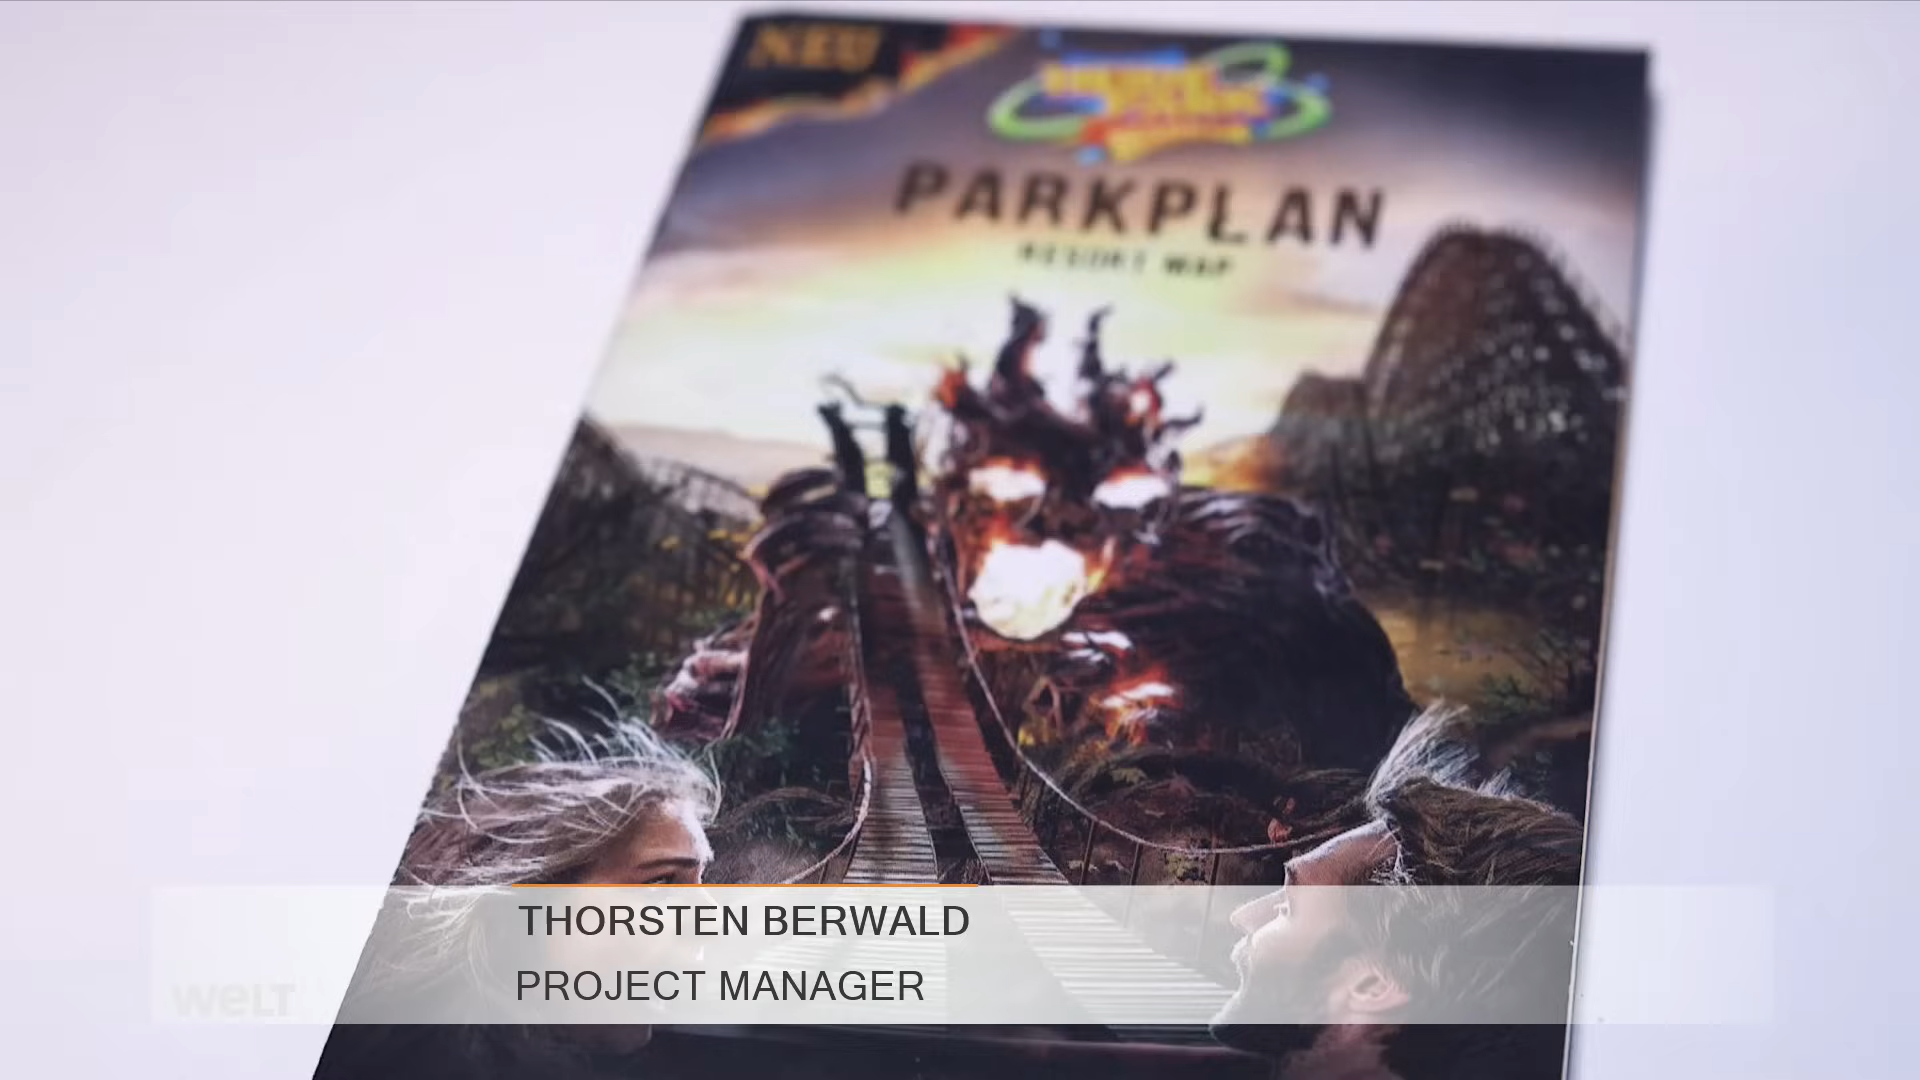 NEU
PARKPLAN
RESORT MAP
THORSTEN BERWALD
PROJECT MANAGER
WELT